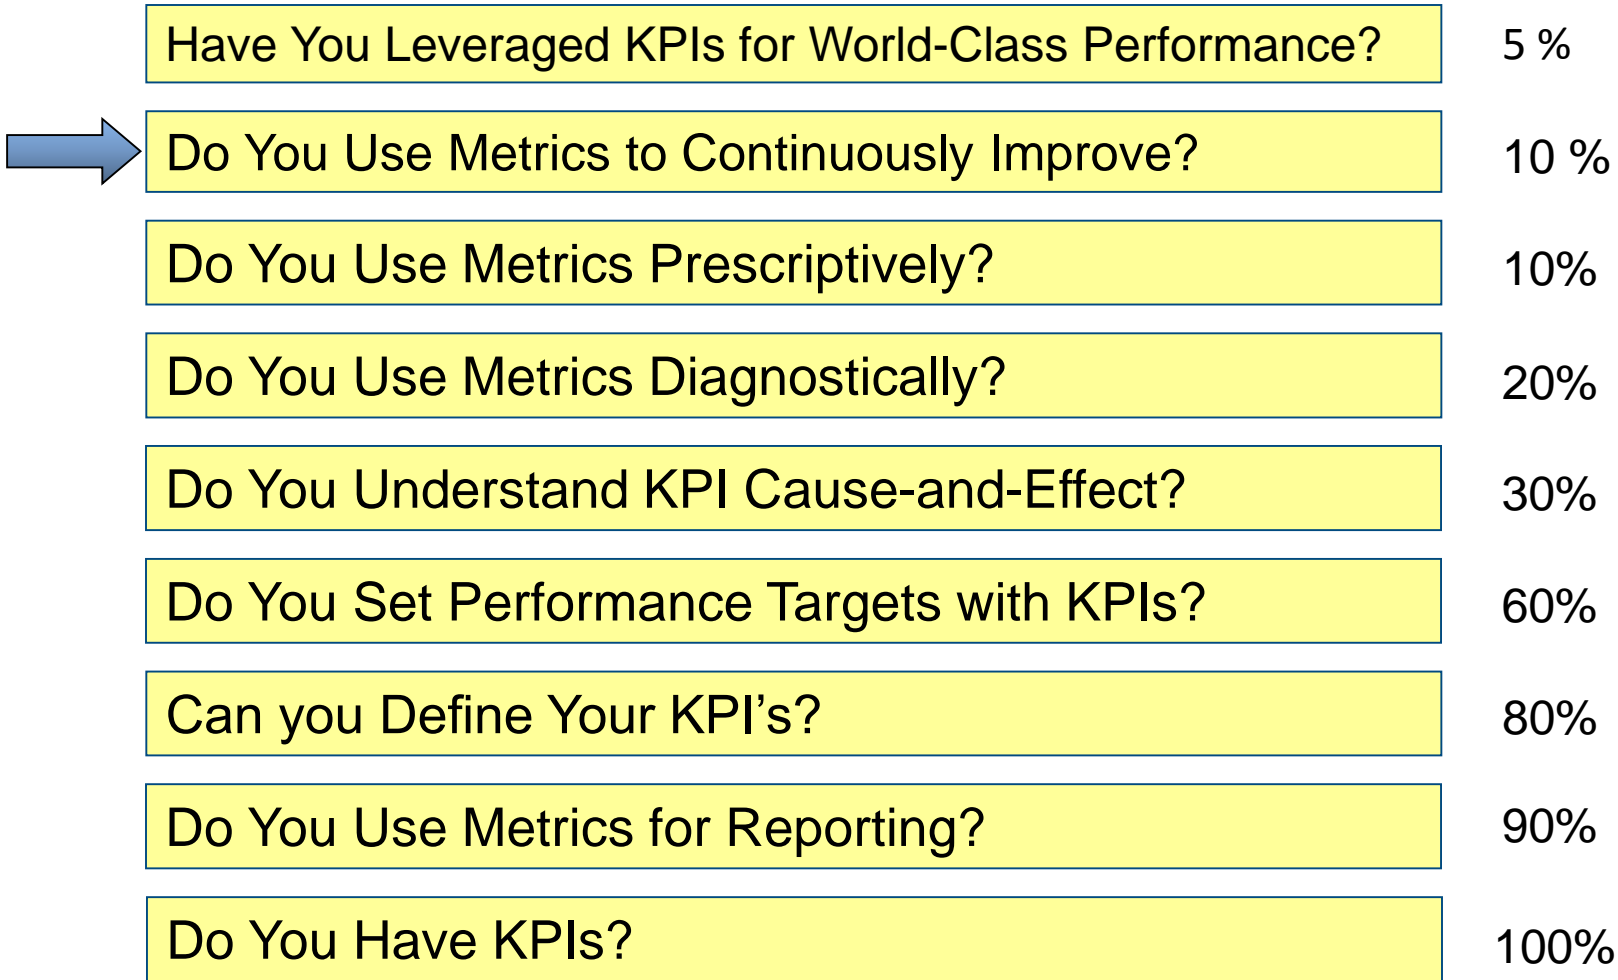 Have You Leveraged KPIs for World-Class Performance? 5 %
Do You Use Metrics to Continuously Improve? 10 %
Do You Use Metrics Prescriptively? 10%
Do You Use Metrics Diagnostically? 20%
Do You Understand KPI Cause-and-Effect? 30%
Do You Set Performance Targets with KPIs? 60%
Can you Define Your KPI’s? 80%
Do You Use Metrics for Reporting? 90%
Do You Have KPIs? 100%